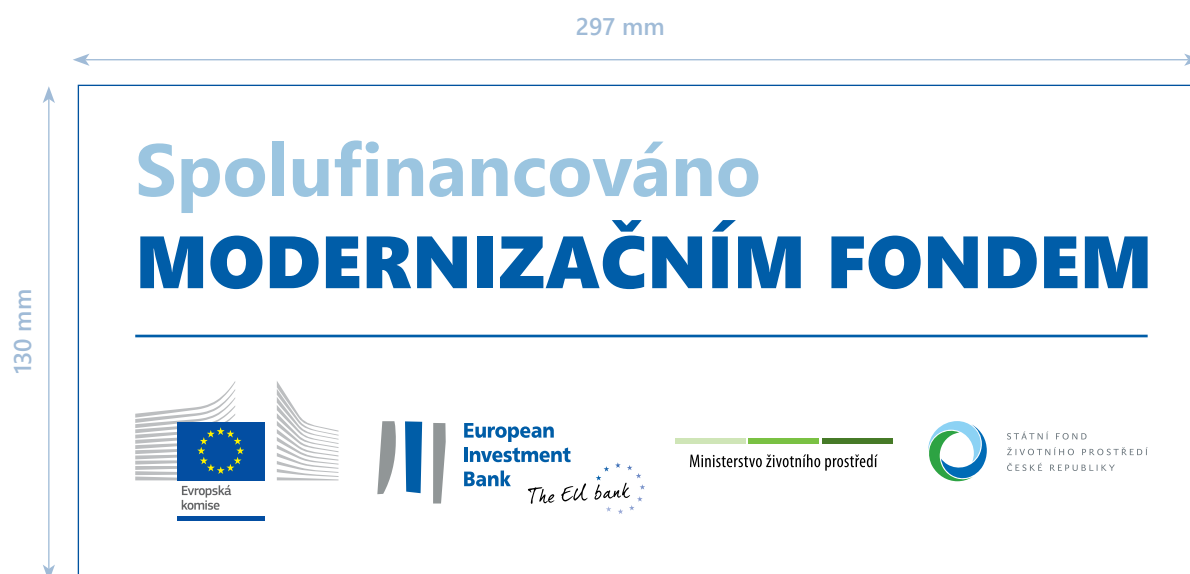 297 mm
130 mm
Spolufinancováno
MODERNIZAČNÍM FONDEM
Evropská
komise
European
Investment
Bank
The EU bank
Ministerstvo životního prostředí
STÁTNÍ FOND
ŽIVOTNÍHO PROSTŘEDÍ
ČESKÉ REPUBLIKY